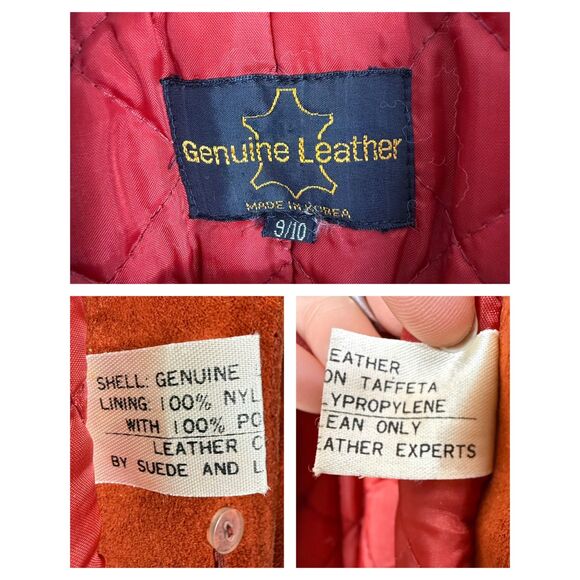 Genuine Leather
MADE IN KOREA
9/10
SHELL: GENUINE
LINING: 100% NYL
WITH 100% PO
LEATHER C
BY SUEDE AND L
EATHER
ON TAFFETA
LYPROPYLENE
LEAN ONLY
EATHER EXPERTS